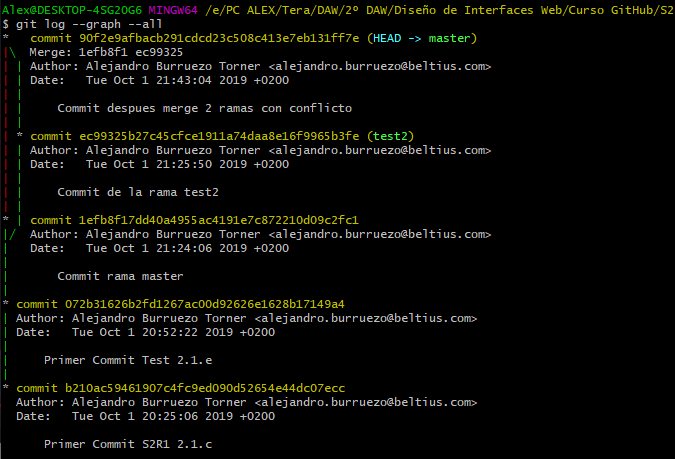 Alex@DESKTOP-4SG2OG6 MINGW64 /e/PC ALEX/Tera/DAW/2º DAW/Diseño de Interfaces Web/Curso GitHub/S2
$ git log --graph --all
*   commit 90f2e9afbacb291cdcd23c508c413e7eb131ff7e (HEAD -> master)
|\  Merge: 1efb8f1 ec99325
| | Author: Alejandro Burruezo Torner <alejandro.burruezo@beltius.com>
| | Date:   Tue Oct 1 21:43:04 2019 +0200
| |
| |     Commit despues merge 2 ramas con conflicto
| |
| * commit ec99325b27c45cfce1911a74daa8e16f9965b3fe (test2)
| | Author: Alejandro Burruezo Torner <alejandro.burruezo@beltius.com>
| | Date:   Tue Oct 1 21:25:50 2019 +0200
| |
| |     Commit de la rama test2
| |
* | commit 1efb8f17dd40a4955ac4191e7c872210d09c2fc1
|/  Author: Alejandro Burruezo Torner <alejandro.burruezo@beltius.com>
|   Date:   Tue Oct 1 21:24:06 2019 +0200
|
|       Commit rama master
|
* commit 072b31626b2fd1267ac00d92626e1628b17149a4
| Author: Alejandro Burruezo Torner <alejandro.burruezo@beltius.com>
| Date:   Tue Oct 1 20:52:22 2019 +0200
|
|     Primer Commit Test 2.1.e
|
* commit b210ac59461907c4fc9ed090d52654e44dc07ecc
  Author: Alejandro Burruezo Torner <alejandro.burruezo@beltius.com>
  Date:   Tue Oct 1 20:25:06 2019 +0200

      Primer Commit S2R1 2.1.c